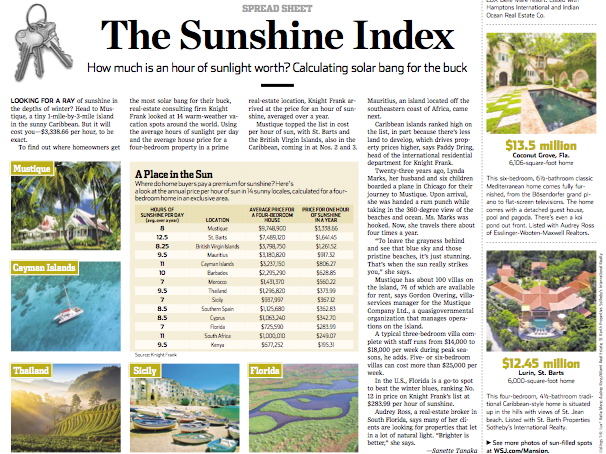 SPREAD SHEET
The Sunshine Index
How much is an hour of sunlight worth? Calculating solar bang for the buck
LOOKING FOR A RAY of sunshine in
the depths of winter? Head to Mus-
tique, a tiny 1-mile-by-3-mile island
in the sunny Caribbean. But it will
cost you—$3,338.66 per hour, to be
exact.
To find out where homeowners get
the most solar bang for their buck,
real-estate consulting firm Knight
Frank looked at 14 warm-weather va-
cation spots around the world. Using
the average hours of sunlight per day
and the average house price for a
four-bedroom property in a prime
real-estate location, Knight Frank ar-
rived at the price for an hour of sun-
shine, averaged over a year.
Mustique topped the list in cost
per hour of sun, with St. Barts and
the British Virgin Islands, also in the
Caribbean, coming in at Nos. 2 and 3.
Mauritius, an island located off the
southeastern coast of Africa, came
next.
Caribbean islands ranked high on
the list, in part because there's less
land to develop, which drives prop-
erty prices higher, says Paddy Dring,
head of the international residential
department for Knight Frank.
Twenty-three years ago, Lynda
Marks, her husband and six children
boarded a plane in Chicago for their
journey to Mustique. Upon arrival,
she was handed a rum punch while
taking in the 360-degree view of the
beaches and ocean. Ms. Marks was
hooked. Now, she travels there about
four times a year.
"To leave the grayness behind
and see that blue sky and those
pristine beaches, it's just stunning.
That's when the sun really strikes
you," she says.
Mustique has about 100 villas on
the island, 74 of which are available
for rent, says Gordon Overing, villa-
services manager for the Mustique
Company Ltd., a quasigovernmental
organization that manages opera-
tions on the island.
A typical three-bedroom villa com-
plete with staff runs from $14,000 to
$18,000 per week during peak sea-
sons, he adds. Five- or six-bedroom
villas can cost more than $25,000 per
week.
In the U.S., Florida is a go-to spot
to beat the winter blues, ranking No.
12 in price on Knight Frank's list at
$283.99 per hour of sunshine.
Audrey Ross, a real-estate broker in
South Florida, says many of her cli-
ents are looking for properties that let
in a lot of natural light. "Brighter is
better," she says.
—Sanette Tanaka
Mustique
Cayman Islands
Thailand
Sicily
Florida
A Place in the Sun
Where do home buyers pay a premium for sunshine? Here's
a look at the annual price per hour of sun in 14 sunny locales, calculated for a four-
bedroom home in an exclusive area.
HOURS OF SUNSHINE PER DAY (avg. over a year) LOCATION AVERAGE PRICE FOR A FOUR-BEDROOM HOUSE PRICE FOR ONE HOUR OF SUNSHINE IN A YEAR
8 Mustique $9,748,900 $3,338.66
12.5 St. Barts $7,489,120 $1,641.45
8.25 British Virgin Islands $3,798,750 $1,261.52
9.5 Mauritius $3,180,820 $917.32
11 Cayman Islands $3,237,150 $806.27
10 Barbados $2,295,290 $628.85
7 Morocco $1,431,370 $560.22
9.5 Thailand $1,296,820 $373.99
7 Sicily $937,997 $367.12
8.5 Southern Spain $1,125,680 $362.83
8.5 Cyprus $1,063,240 $342.70
7 Florida $725,590 $283.99
11 South Africa $1,000,010 $249.07
9.5 Kenya $677,252 $195.31
Source: Knight Frank
Hamptons International and Indian
Ocean Real Estate Co.
$13.5 million
Coconut Grove, Fla.
6,106-square-foot home
This six-bedroom, 6½-bathroom classic
Mediterranean home comes fully fur-
nished, from the Bösendorfer grand pi-
ano to flat-screen televisions. The home
comes with a detached guest house,
pool and pagoda. There's even a koi
pond out front. Listed with Audrey Ross
of Esslinger-Wooten-Maxwell Realtors.
$12.45 million
Lurin, St. Barts
6,000-square-foot home
This four-bedroom, 4½-bathroom tradi-
tional Caribbean-style home is situated
up in the hills with views of St. Jean
beach. Listed with St. Barth Properties
Sotheby's International Realty.
► See more photos of sun-filled spots
at WSJ.com/Mansion.